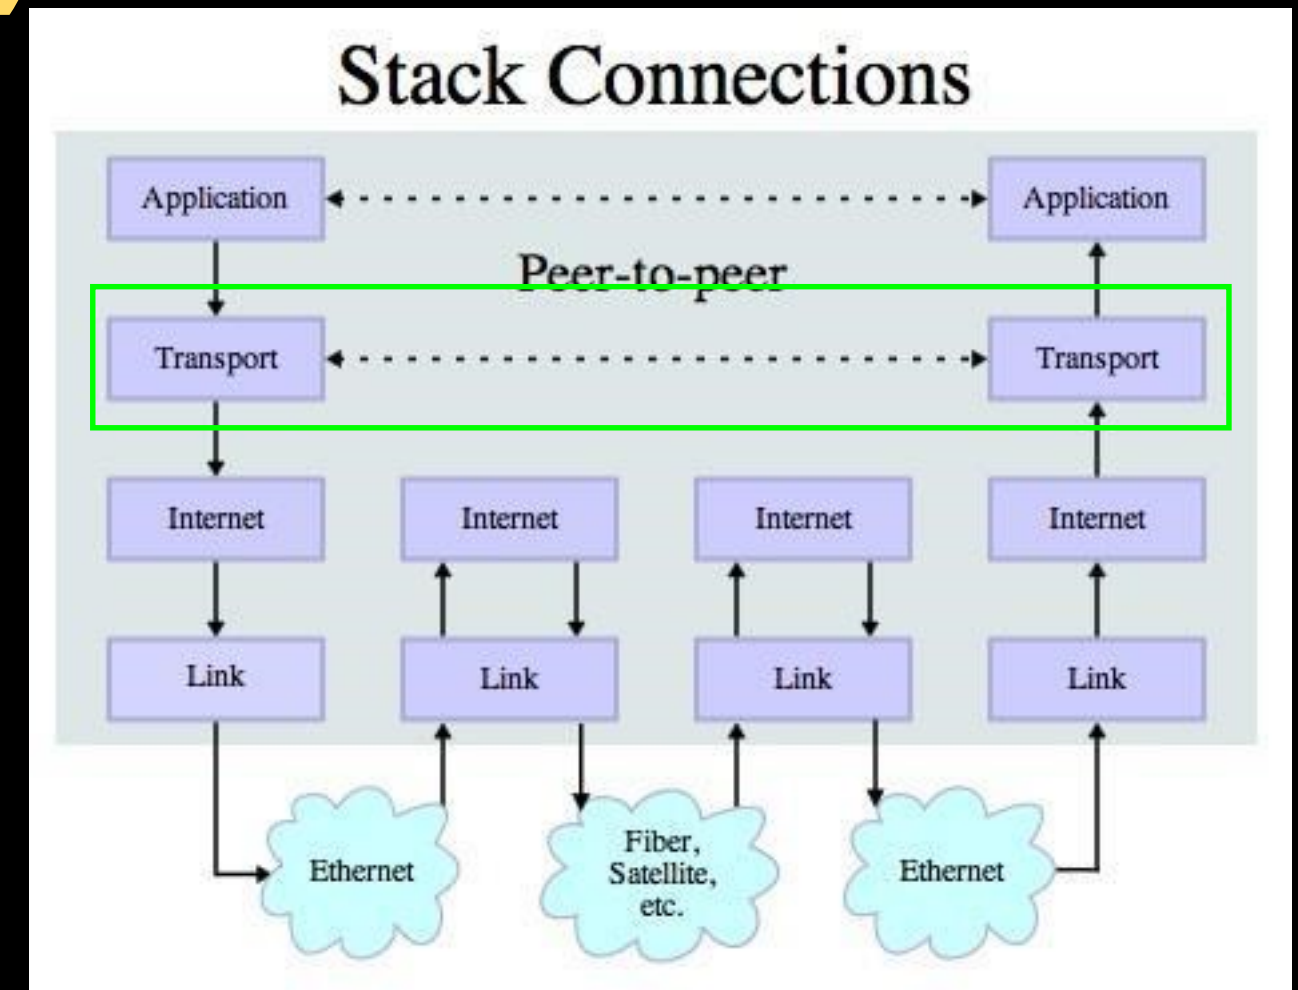 Stack Connections
Application
Application
Peer-to-peer
Transport
Transport
Internet
Internet
Internet
Internet
Link
Link
Link
Link
Ethernet
Fiber,
Satellite,
etc.
Ethernet